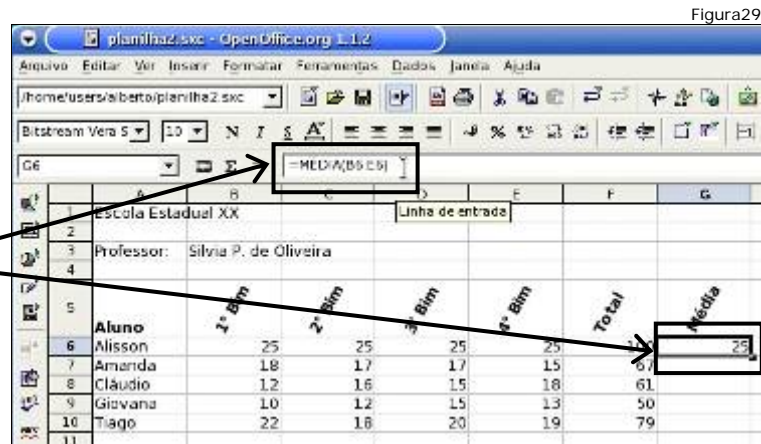 Figura29
planilha2.sxc - OpenOffice.org 1.1.2
Arquivo Editar Ver Inserir Formatar Ferramentas Dados Janela Ajuda
/home/users/alberto/planilha2.sxc
Bitstream Vera S 10 N I S A
G6 Σ =MÉDIA(B6:E6)
A B C D E F G
Linha de entrada
1 Escola Estadual XX
2
3 Professor: Silvia P. de Oliveira
4
5 Aluno 1° Bim 2° Bim 3° Bim 4° Bim Total Média
6 Alisson 25 25 25 25 100 25
7 Amanda 18 17 17 15 67
8 Cláudio 12 16 15 18 61
9 Giovana 10 12 15 13 50
10 Tiago 22 18 20 19 79
11